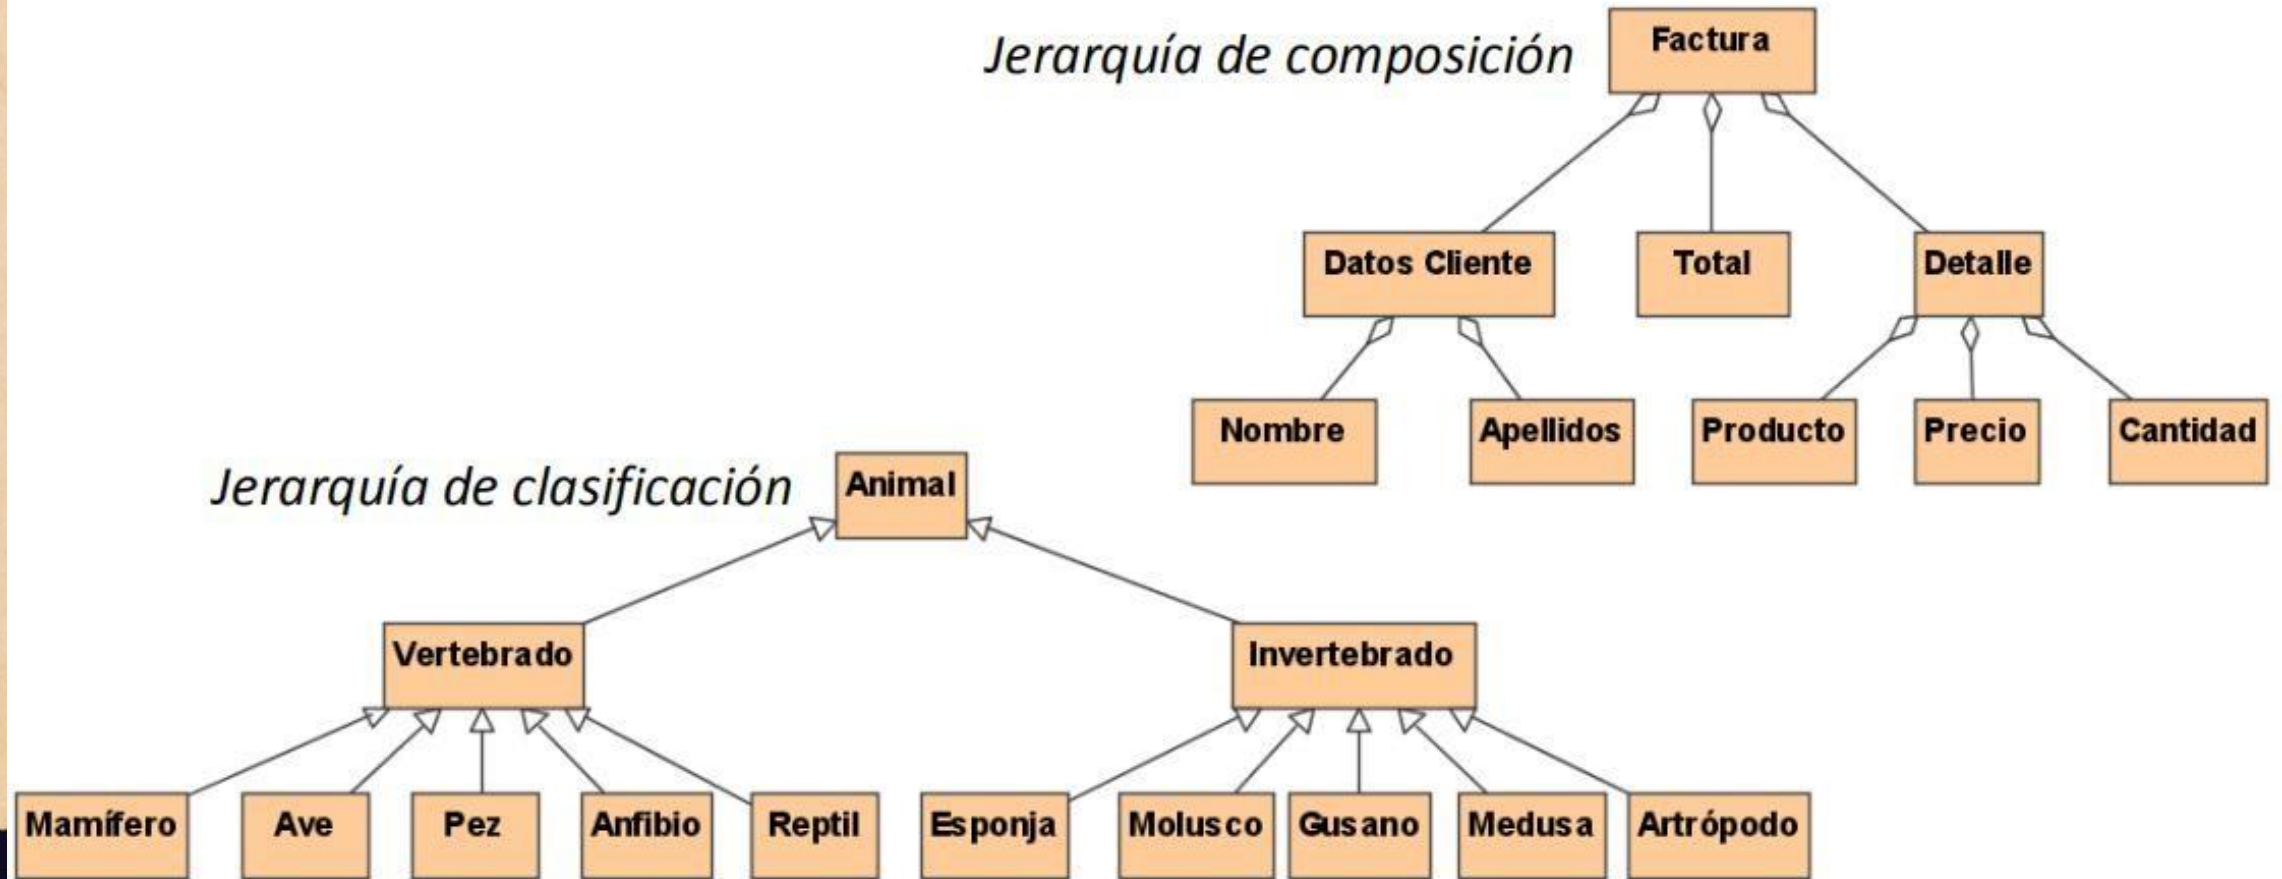 Jerarquía de composición
Factura
Datos Cliente
Total
Detalle
Nombre
Apellidos
Producto
Precio
Cantidad
Jerarquía de clasificación
Animal
Vertebrado
Invertebrado
Mamífero
Ave
Pez
Anfibio
Reptil
Esponja
Molusco
Gusano
Medusa
Artrópodo